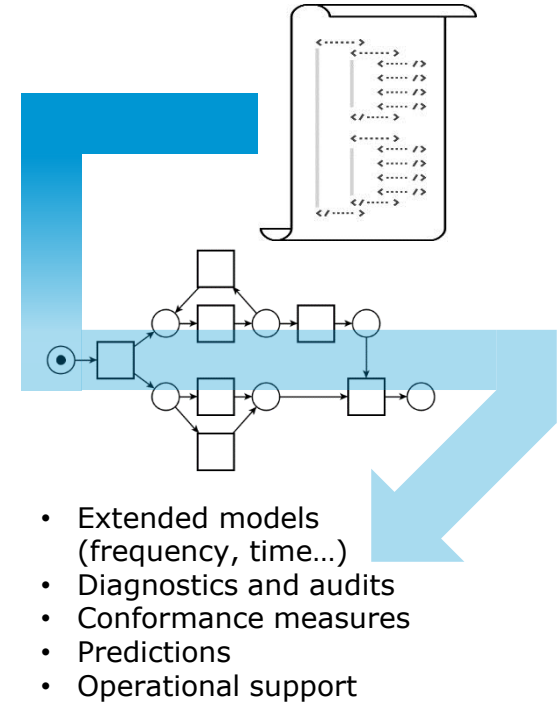 <----- >
<----- >
<----- />
<----- />
<----- />
<----- />
</----- >
<----- >
<----- />
<----- />
<----- />
<----- />
</----- >
</----- >
• Extended models
(frequency, time…)
• Diagnostics and audits
• Conformance measures
• Predictions
• Operational support